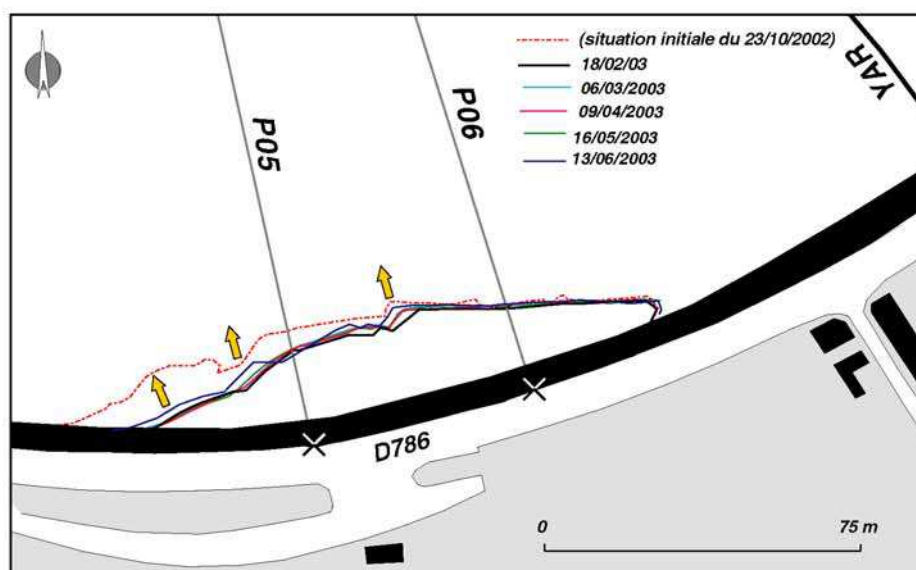 (situation initiale du 23/10/2002)
18/02/03
06/03/2003
09/04/2003
16/05/2003
13/06/2003
YAR
P05
P06
D786
0 75 m